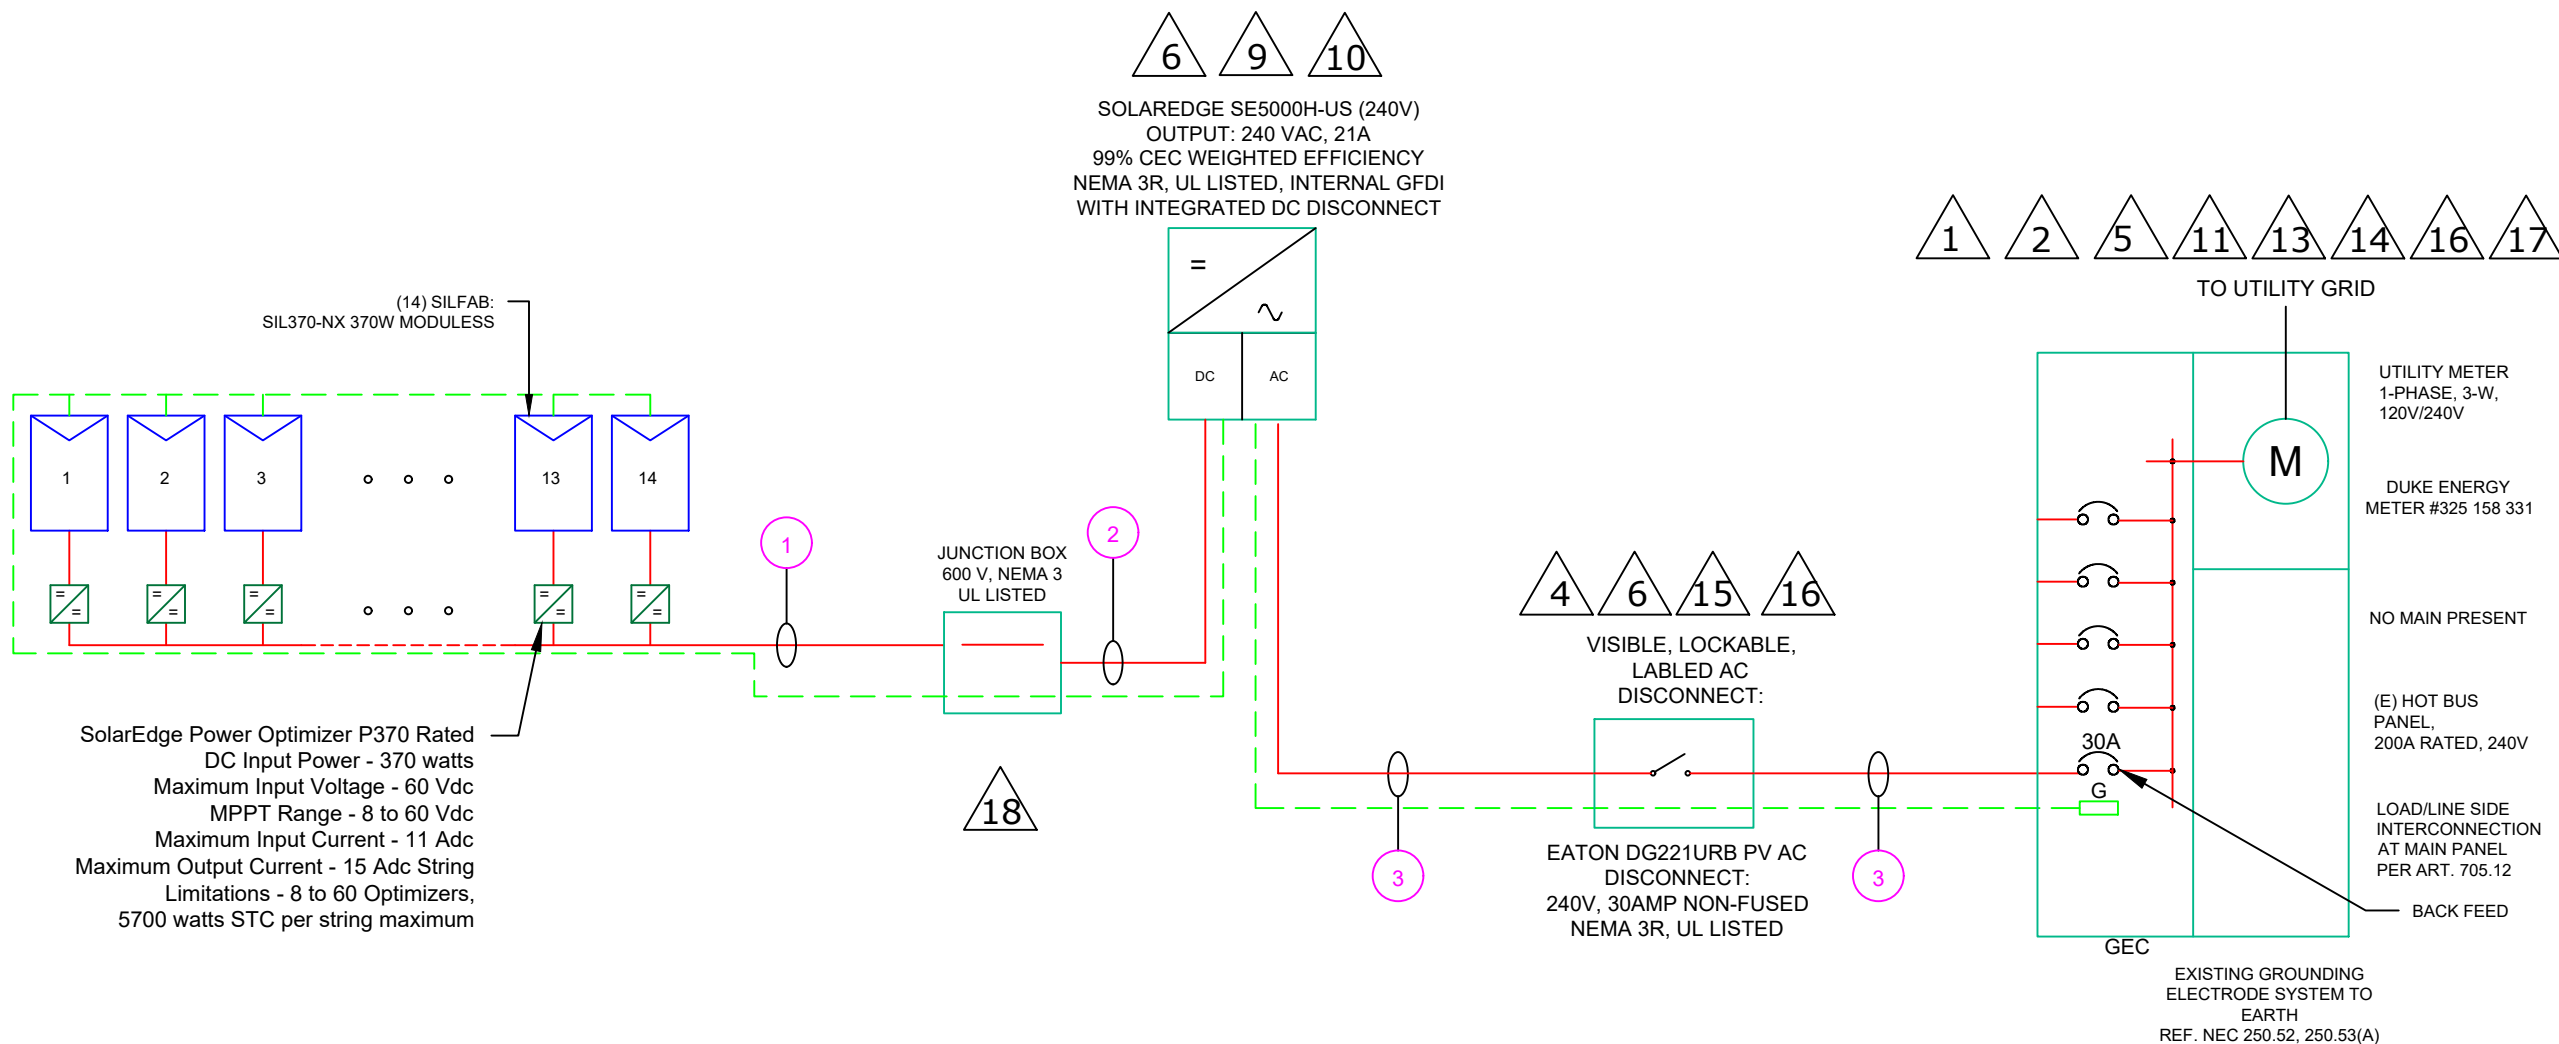 6 9 10
SOLAREDGE SE5000H-US (240V)
OUTPUT: 240 VAC, 21A
99% CEC WEIGHTED EFFICIENCY
NEMA 3R, UL LISTED, INTERNAL GFDI
WITH INTEGRATED DC DISCONNECT
=
DC AC
1 2 5 11 13 14 16 17
TO UTILITY GRID
(14) SILFAB:
SIL370-NX 370W MODULESS
1 2 3 13 14
= = = = =
= = = = =
1
JUNCTION BOX
600 V, NEMA 3
UL LISTED
2
SolarEdge Power Optimizer P370 Rated
DC Input Power - 370 watts
Maximum Input Voltage - 60 Vdc
MPPT Range - 8 to 60 Vdc
Maximum Input Current - 11 Adc
Maximum Output Current - 15 Adc String
Limitations - 8 to 60 Optimizers,
5700 watts STC per string maximum
18
4 6 15 16
VISIBLE, LOCKABLE,
LABLED AC
DISCONNECT:
3 3
EATON DG221URB PV AC
DISCONNECT:
240V, 30AMP NON-FUSED
NEMA 3R, UL LISTED
M
30A
G
UTILITY METER
1-PHASE, 3-W,
120V/240V
DUKE ENERGY
METER #325 158 331
NO MAIN PRESENT
(E) HOT BUS
PANEL,
200A RATED, 240V
LOAD/LINE SIDE
INTERCONNECTION
AT MAIN PANEL
PER ART. 705.12
BACK FEED
GEC
EXISTING GROUNDING
ELECTRODE SYSTEM TO
EARTH
REF. NEC 250.52, 250.53(A)